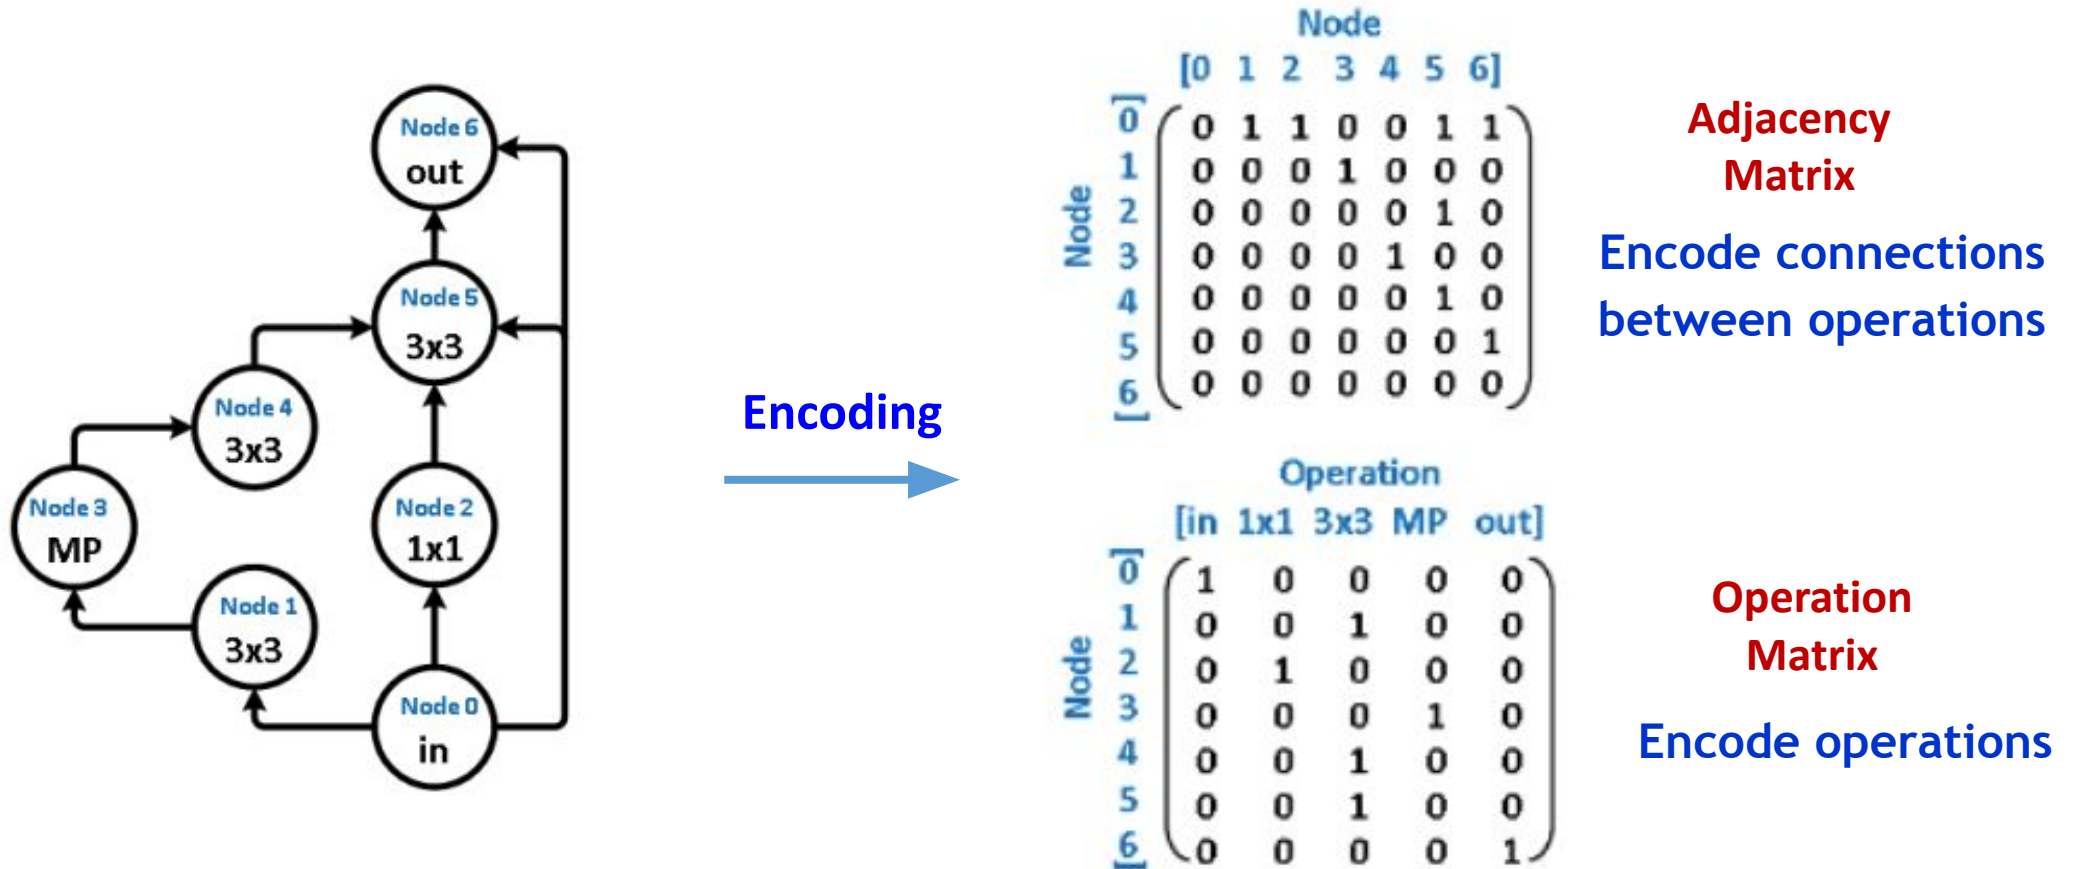 Node 6
out
Node 5
3x3
Node 4
3x3
Node 3
MP
Node 2
1x1
Node 1
3x3
Node 0
in
Encoding
Node
[0 1 2 3 4 5 6]
Node
[0 1 2 3 4 5 6]
0 1 1 0 0 1 1
0 0 0 1 0 0 0
0 0 0 0 0 1 0
0 0 0 0 1 0 0
0 0 0 0 0 1 0
0 0 0 0 0 0 1
0 0 0 0 0 0 0
Adjacency
Matrix
Encode connections
between operations
Operation
[in 1x1 3x3 MP out]
Node
[0 1 2 3 4 5 6]
1 0 0 0 0
0 0 1 0 0
0 1 0 0 0
0 0 0 1 0
0 0 1 0 0
0 0 1 0 0
0 0 0 0 1
Operation
Matrix
Encode operations